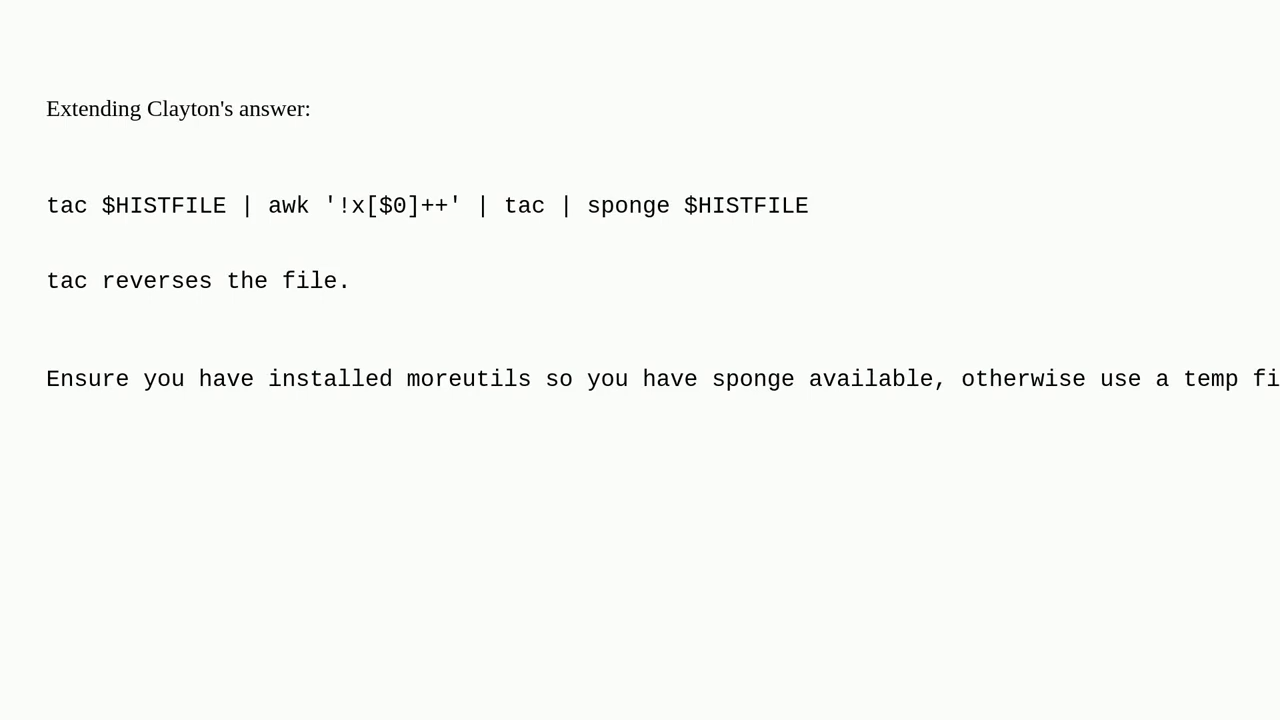 Extending Clayton's answer:
tac $HISTFILE | awk '!x[$0]++' | tac | sponge $HISTFILE
tac reverses the file.
Ensure you have installed moreutils so you have sponge available, otherwise use a temp